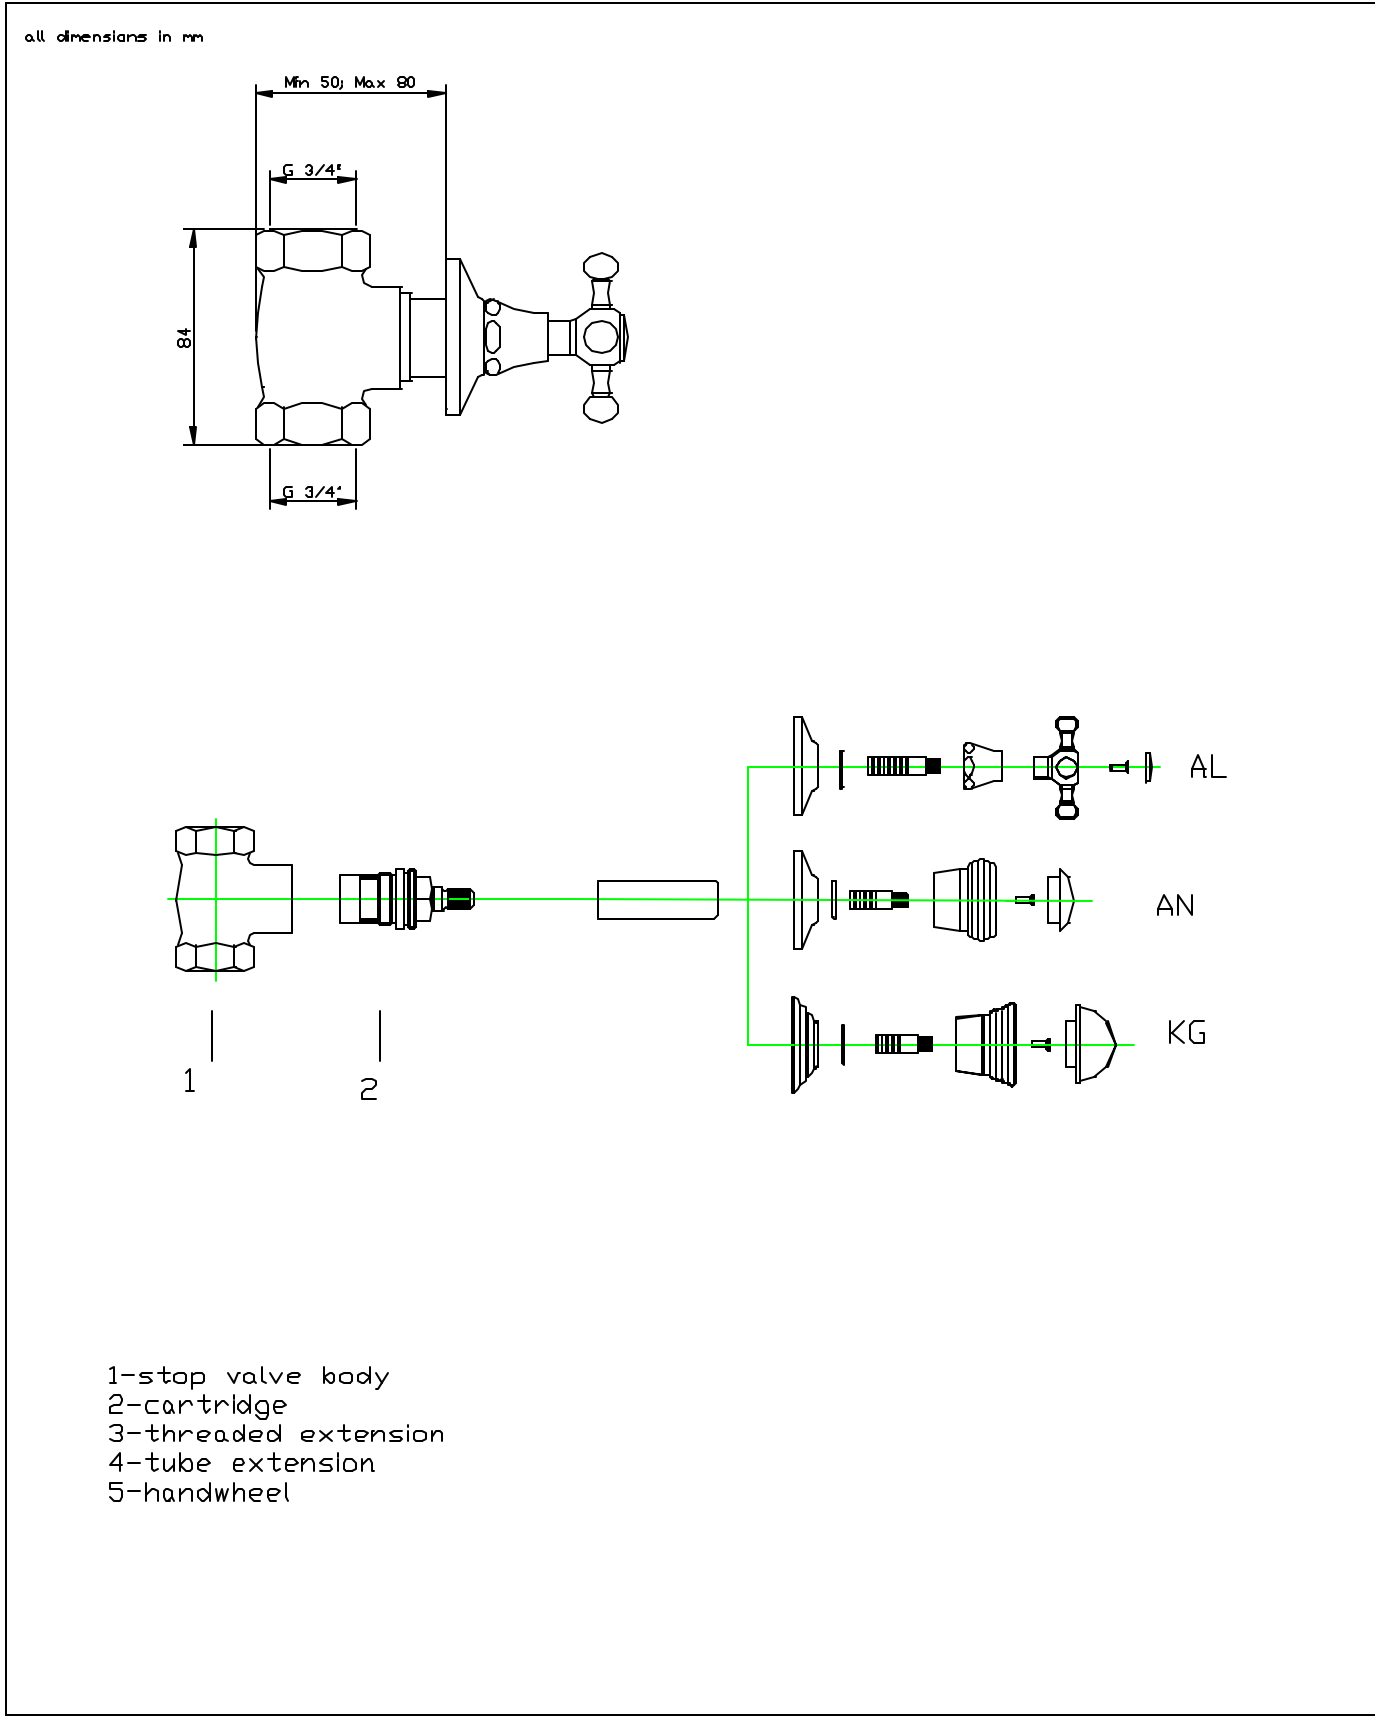 all dimensions in mm
Min 50; Max 80
G 3/4"
84
G 3/4"
AL
AN
KG
1
2
1-stop valve body
2-cartridge
3-threaded extension
4-tube extension
5-handwheel